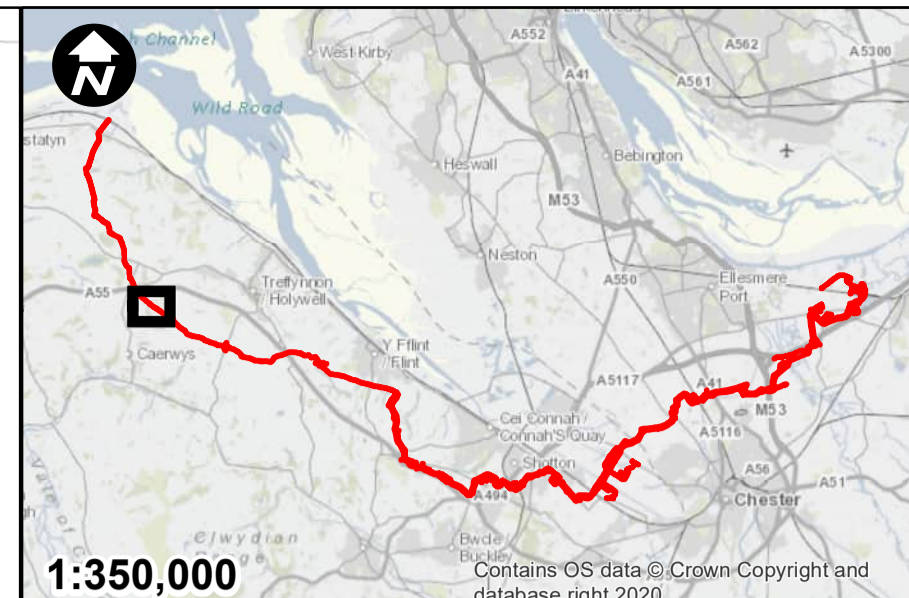 N
Channel
West Kirby
A552
A562
A5300
A41
A561
Wild Road
Heswall
Bebington
M53
Neston
A550
Ellesmere
Port
A55
Treffynnon
/ Holywell
Caerwys
Y Fflint
/ Flint
A5117
A41
M53
Cei Connah /
Connah'S Quay
A5116
Shotton
A56
A51
A494
Chester
Clwydian
Range
Bwcle
Buckley
1:350,000
Contains OS data © Crown Copyright and
database right 2020